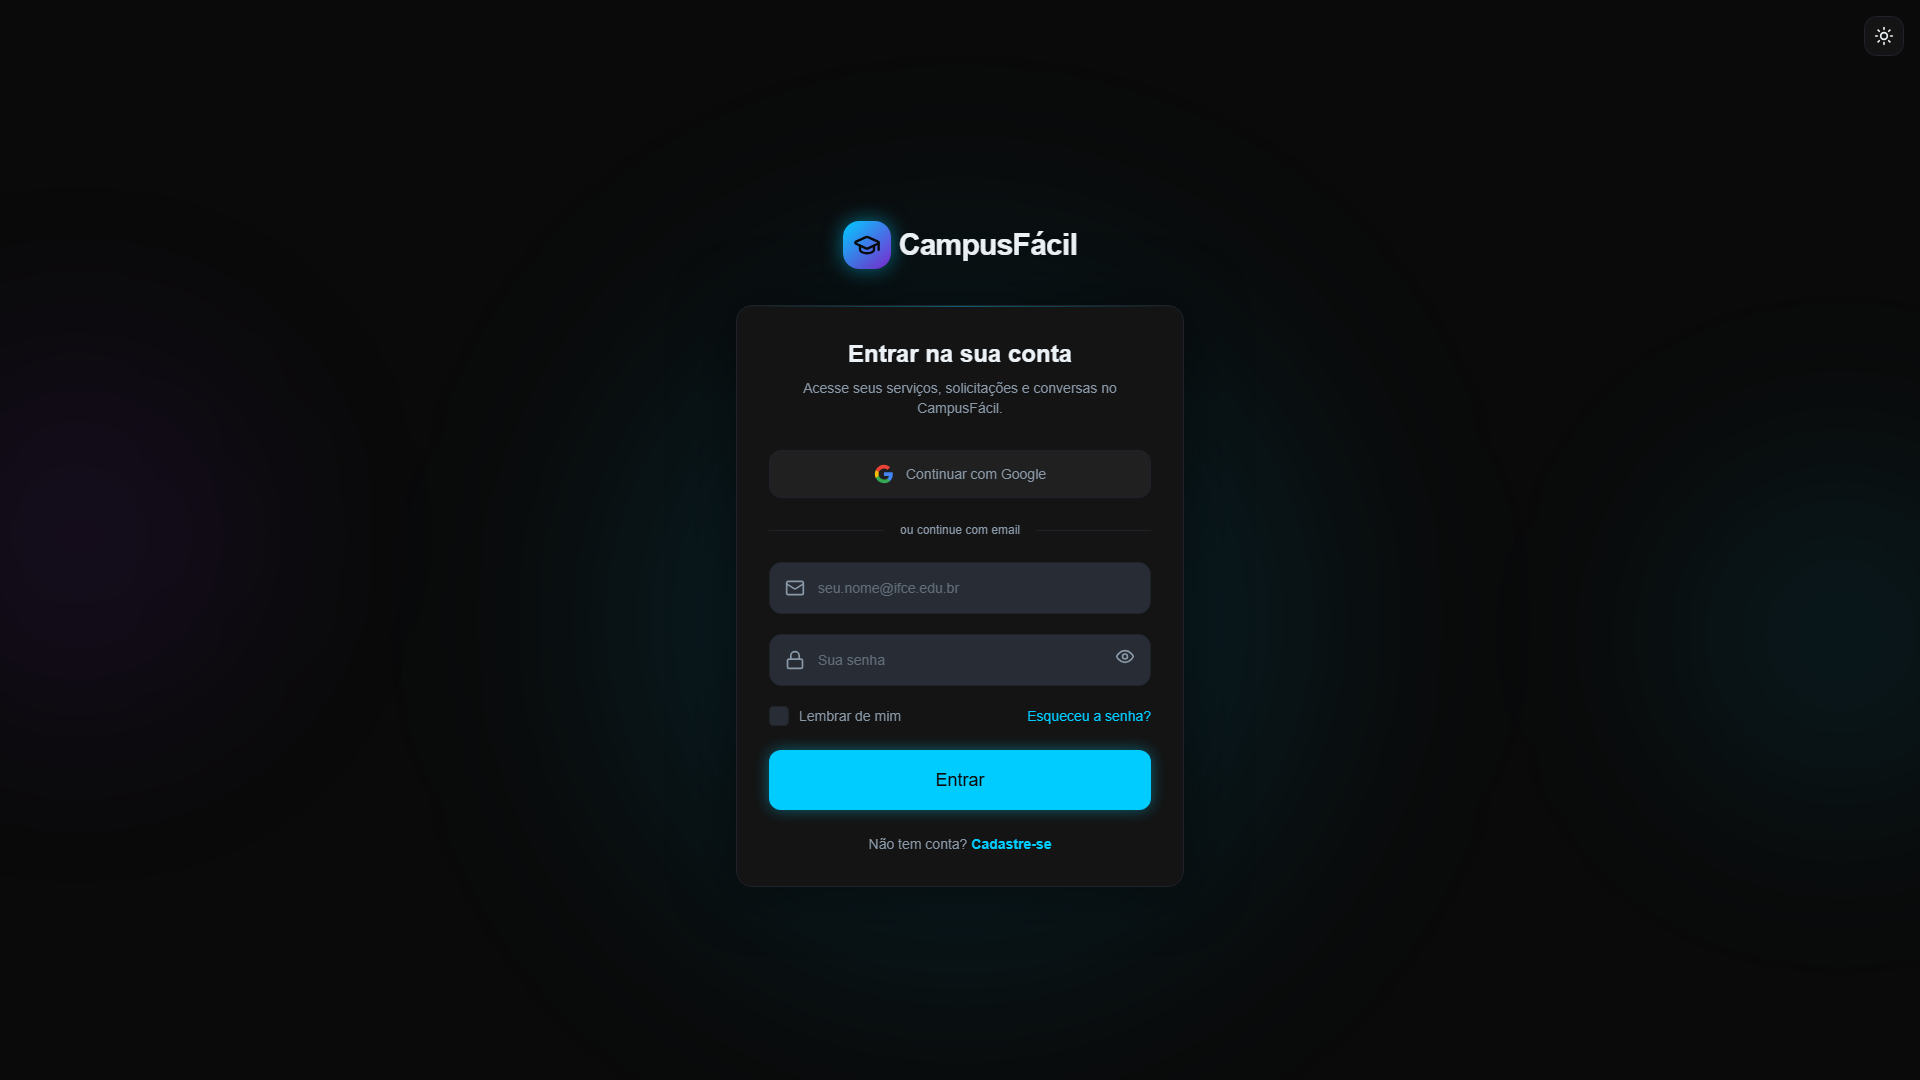 CampusFácil
Entrar na sua conta
Acesse seus serviços, solicitações e conversas no
CampusFácil.
Continuar com Google
ou continue com email
seu.nome@ifce.edu.br
Sua senha
Lembrar de mim
Esqueceu a senha?
Entrar
Não tem conta? Cadastre-se